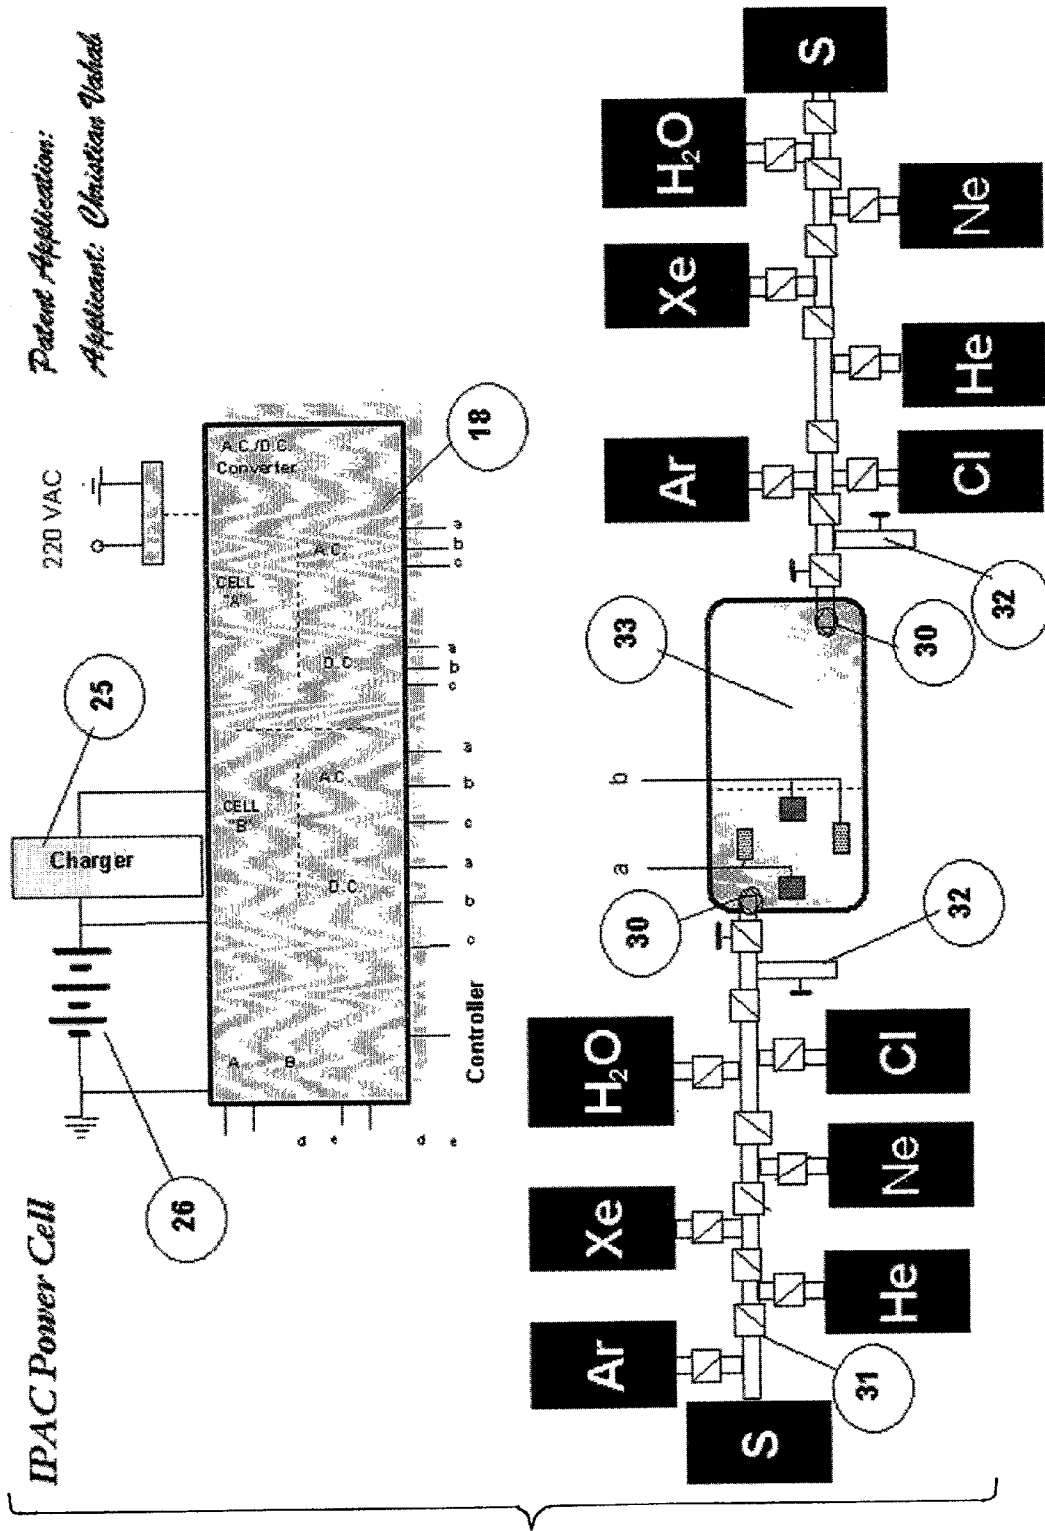 IPAC Power Cell
Patent Application:
Applicant: Christian Vahab
26
25
220 VAC
Charger
A
B
CELL
"B"
A.C.
D.C.
CELL
"A"
A.C.
D.C.
A.C./D.C.
Converter
18
d
e
d
e
c
b
a
c
b
a
c
b
a
c
b
a
Controller
Ar
Xe
H₂O
30
a
b
33
Ar
Xe
H₂O
S
31
He
Ne
Cl
32
30
32
Cl
He
Ne
S